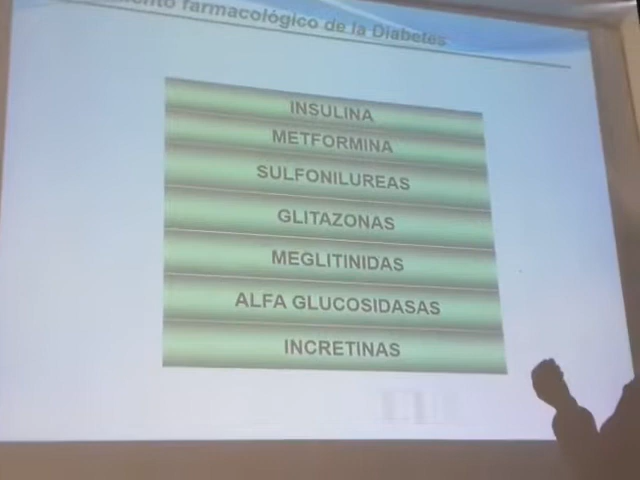 farmacológico de la Diabetes
INSULINA
METFORMINA
SULFONILUREAS
GLITAZONAS
MEGLITINIDAS
ALFA GLUCOSIDASAS
INCRETINAS